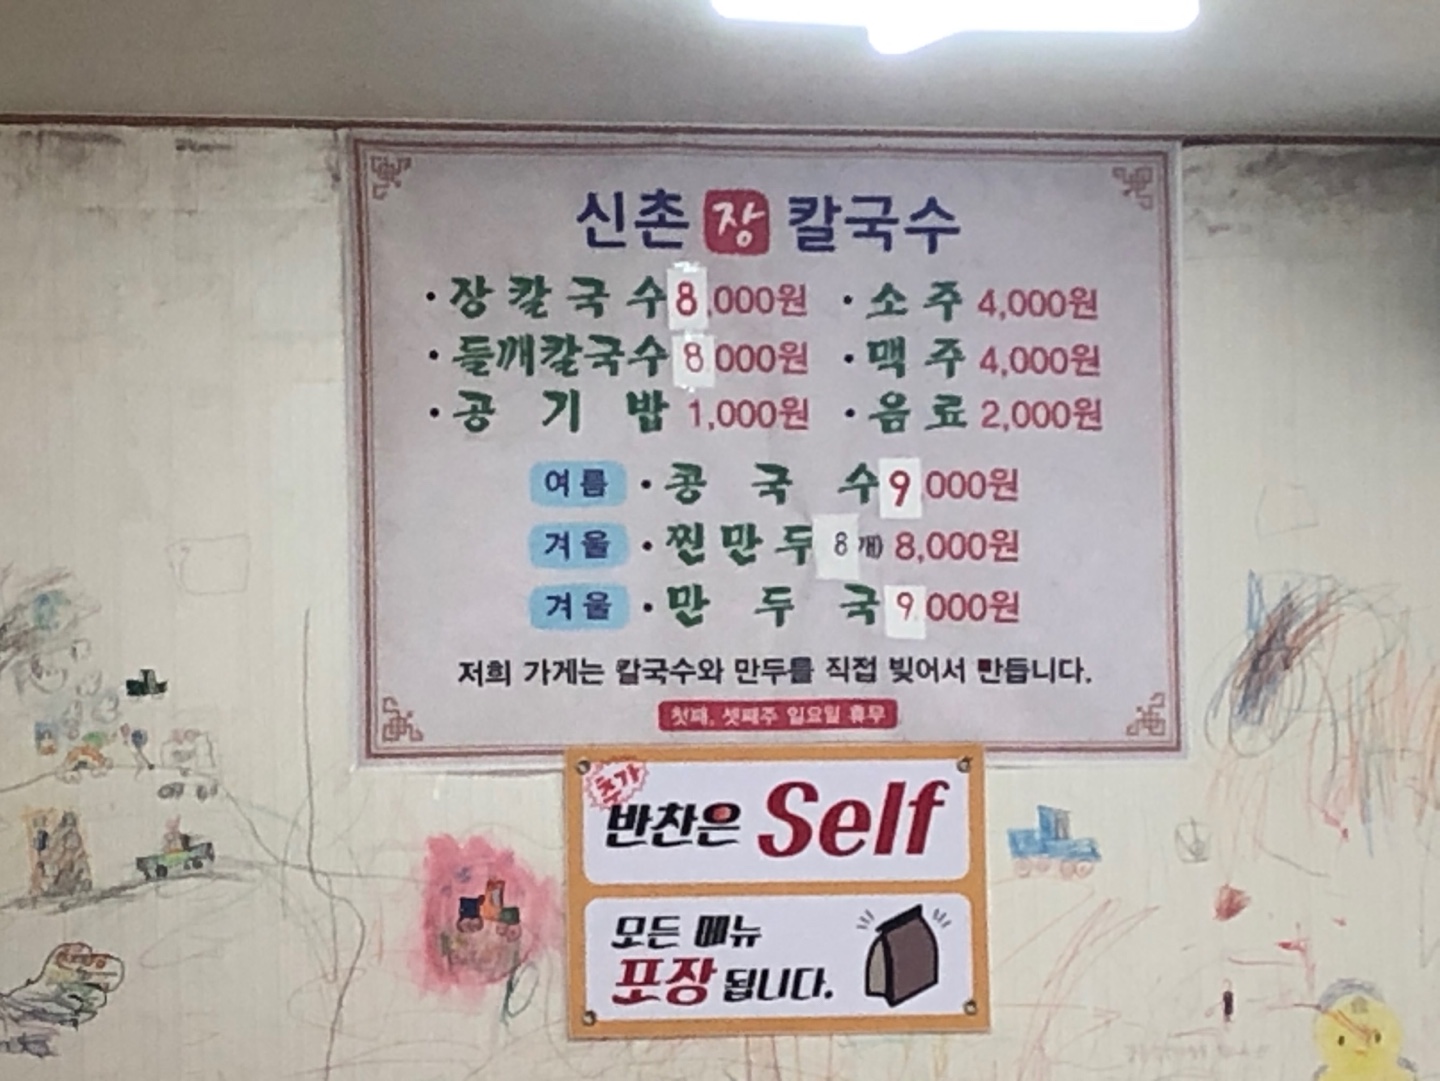 신촌 장 칼국수
· 장칼국수 8,000원 · 소주 4,000원
· 들깨칼국수 8,000원 · 맥주 4,000원
· 공기밥 1,000원 · 음료 2,000원
여름 · 콩국수 9,000원
겨울 · 찐만두 8개) 8,000원
겨울 · 만두국 9,000원
저희 가게는 칼국수와 만두를 직접 빚어서 만듭니다.
첫째, 셋째주 일요일 휴무
추가
반찬은 Self
모든 메뉴
포장 됩니다.